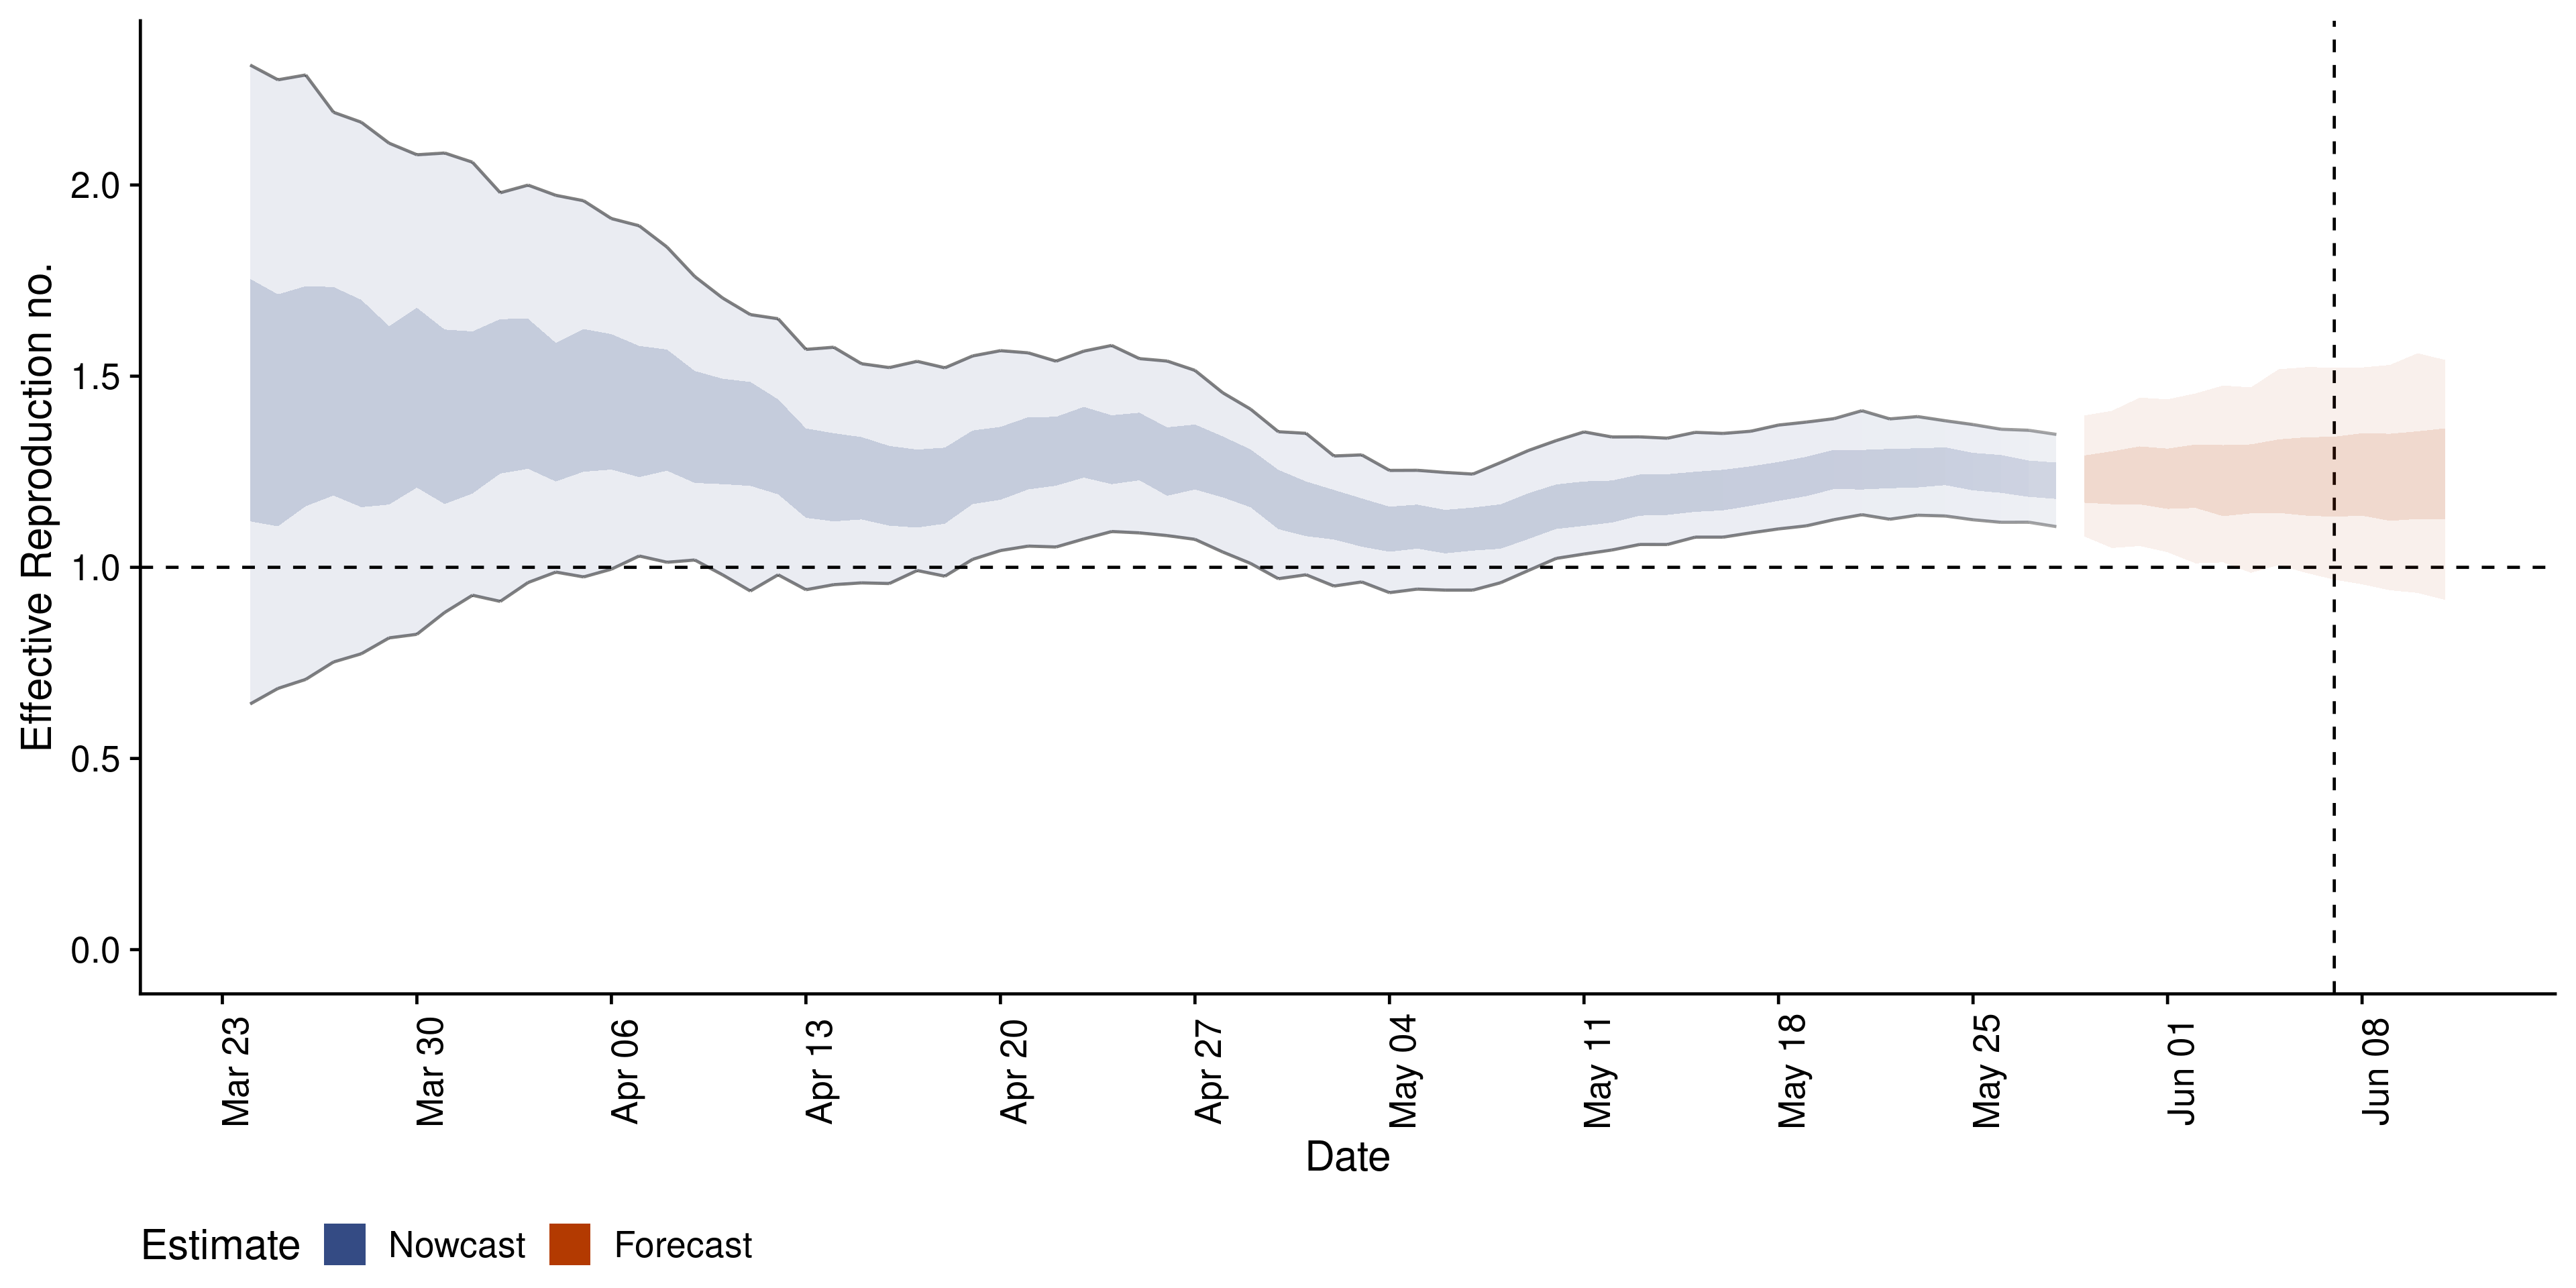 Effective Reproduction no.
2.0
1.5
1.0
0.5
0.0
Mar 23
Mar 30
Apr 06
Apr 13
Apr 20
Apr 27
May 04
May 11
May 18
May 25
Jun 01
Jun 08
Date
Estimate Nowcast Forecast